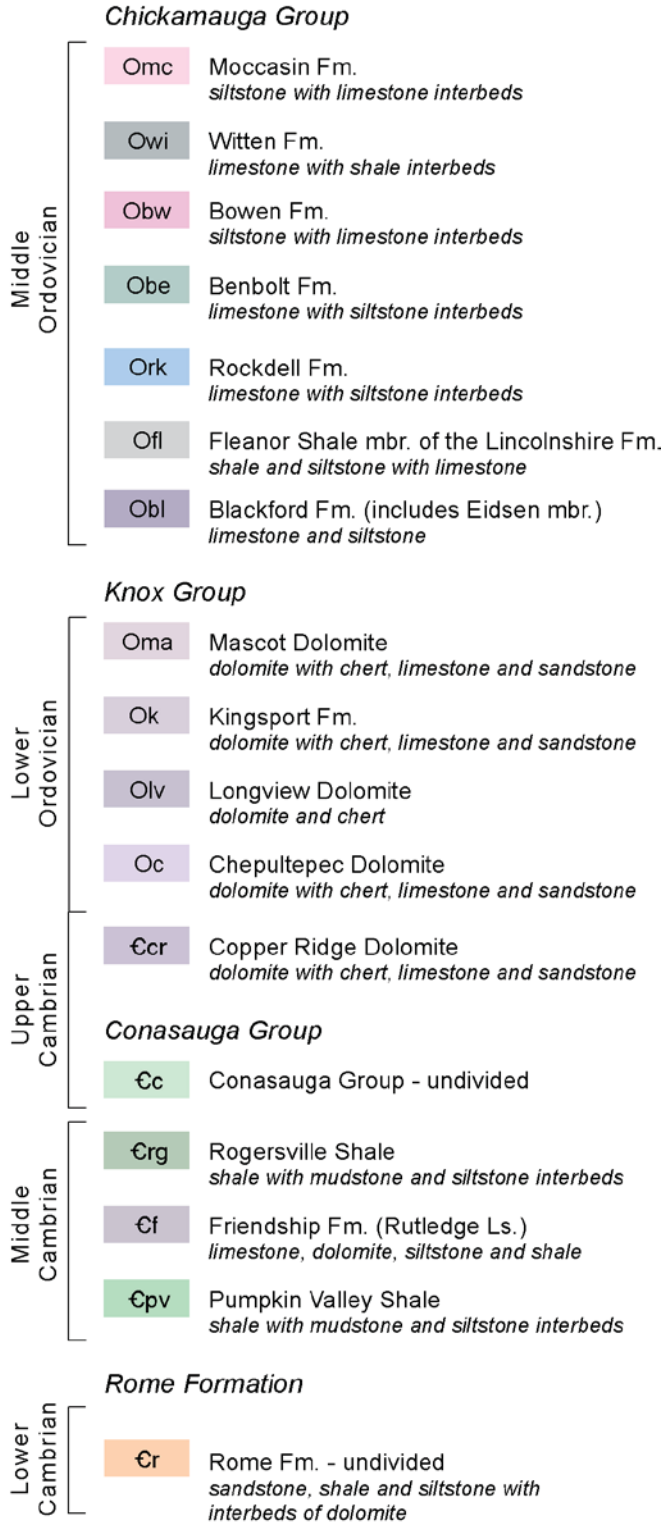 Chickamauga Group
Middle
Ordovician
Omc
Moccasin Fm.
siltstone with limestone interbeds
Owi
Witten Fm.
limestone with shale interbeds
Obw
Bowen Fm.
siltstone with limestone interbeds
Obe
Benbolt Fm.
limestone with siltstone interbeds
Ork
Rockdell Fm.
limestone with siltstone interbeds
Ofl
Fleanor Shale mbr. of the Lincolnshire Fm.
shale and siltstone with limestone
Obl
Blackford Fm. (includes Eidsen mbr.)
limestone and siltstone
Knox Group
Lower
Ordovician
Oma
Mascot Dolomite
dolomite with chert, limestone and sandstone
Ok
Kingsport Fm.
dolomite with chert, limestone and sandstone
Olv
Longview Dolomite
dolomite and chert
Oc
Chepultepec Dolomite
dolomite with chert, limestone and sandstone
Upper
Cambrian
€cr
Copper Ridge Dolomite
dolomite with chert, limestone and sandstone
Conasauga Group
€c
Conasauga Group - undivided
Middle
Cambrian
€rg
Rogersville Shale
shale with mudstone and siltstone interbeds
€f
Friendship Fm. (Rutledge Ls.)
limestone, dolomite, siltstone and shale
€pv
Pumpkin Valley Shale
shale with mudstone and siltstone interbeds
Rome Formation
Lower
Cambrian
€r
Rome Fm. - undivided
sandstone, shale and siltstone with
interbeds of dolomite